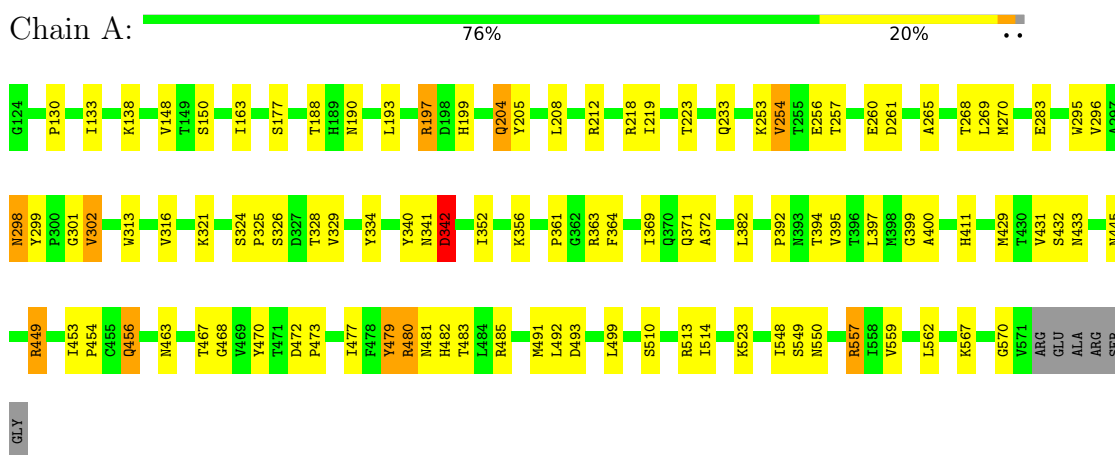 Chain A:
76% 20% • •
G124 P130 I133 K138 V148 T149 S150 I163 S177 T188 H189 N190 L193 R197 D198 H199 Q204 Y205 L208 R212 R218 I219 T223 Q233 K253 V254 T255 E256 T257 E260 D261 A265 T268 L269 M270 E283 W295 V296 A297
N298 Y299 P300 G301 V302 W313 V316 K321 S324 P325 S326 D327 T328 V329 Y334 Y340 N341 D342 I352 K356 P361 G362 R363 F364 I369 Q370 Q371 A372 L382 P392 N393 T394 V395 T396 L397 M398 G399 A400 H411 M429 T430 V431 S432 N433 N445
R449 I453 P454 C455 Q456 N463 T467 G468 V469 Y470 T471 D472 P473 I477 F478 Y479 R480 N481 H482 T483 L484 R485 M491 L492 D493 L499 S510 R513 I514 K523 I548 S549 N550 R557 I558 V559 L562 K567 G570 V571 ARG GLU ALA ARG SER
GLY